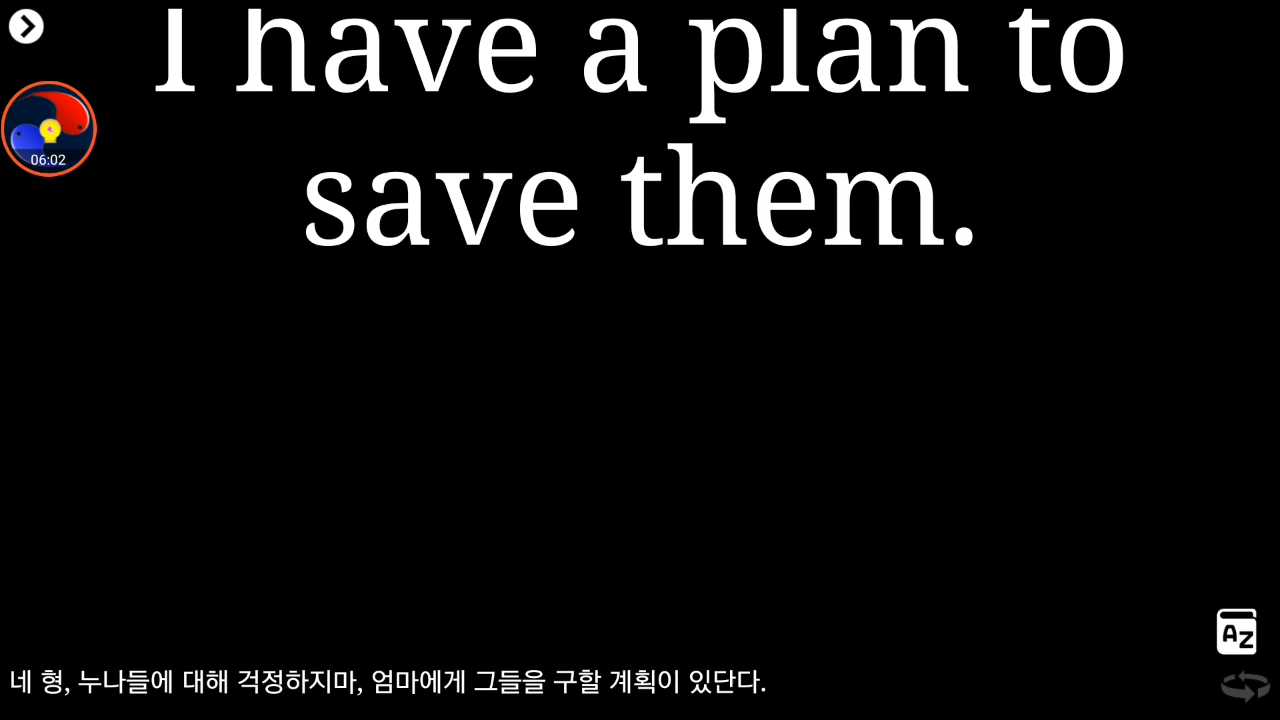 I have a plan to
save them.
06:02
AZ
네 형, 누나들에 대해 걱정하지마, 엄마에게 그들을 구할 계획이 있단다.